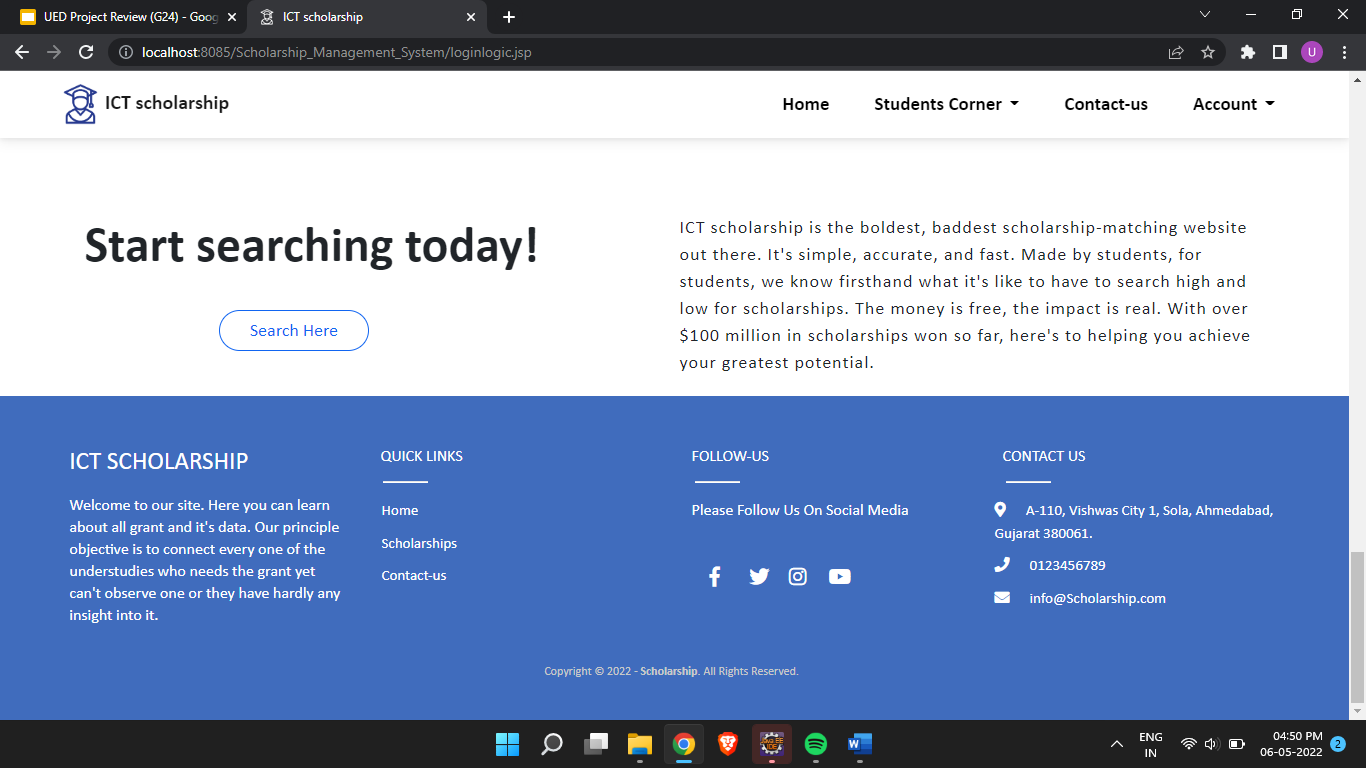 UED Project Review (G24) - Goog
ICT scholarship
localhost:8085/Scholarship_Management_System/loginlogic.jsp
U
ICT scholarship
Home
Students Corner
Contact-us
Account
Start searching today!
Search Here
ICT scholarship is the boldest, baddest scholarship-matching website
out there. It's simple, accurate, and fast. Made by students, for
students, we know firsthand what it's like to have to search high and
low for scholarships. The money is free, the impact is real. With over
$100 million in scholarships won so far, here's to helping you achieve
your greatest potential.
ICT SCHOLARSHIP
Welcome to our site. Here you can learn
about all grant and it's data. Our principle
objective is to connect every one of the
understudies who needs the grant yet
can't observe one or they have hardly any
insight into it.
QUICK LINKS
Home
Scholarships
Contact-us
FOLLOW-US
Please Follow Us On Social Media
CONTACT US
A-110, Vishwas City 1, Sola, Ahmedabad,
Gujarat 380061.
0123456789
info@Scholarship.com
Copyright © 2022 - Scholarship. All Rights Reserved.
ENG
IN
04:50 PM
06-05-2022
2